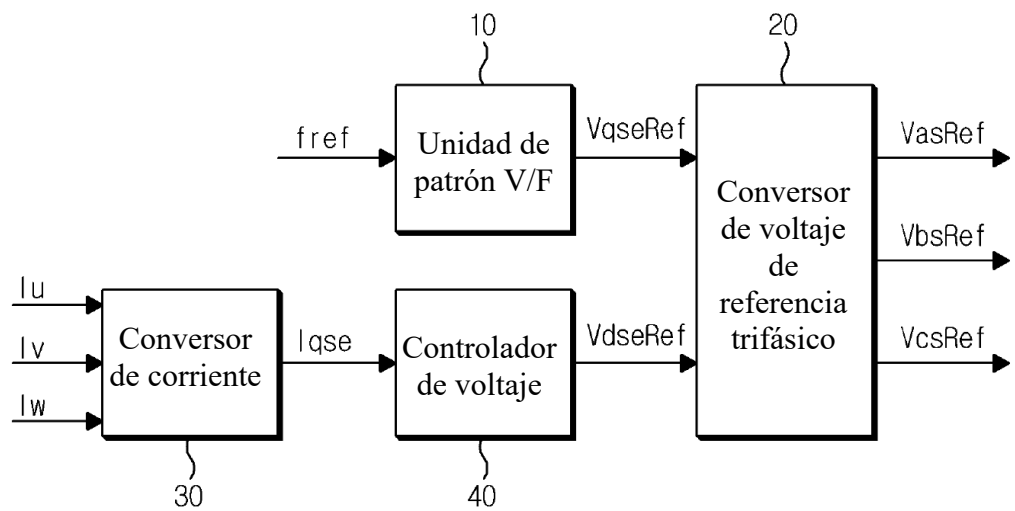 10
20
fref
Unidad de
patrón V/F
VqseRef
Conversor
de voltaje
de
referencia
trifásico
VasRef
VbsRef
VcsRef
Iu
Iv
Iw
Conversor
de corriente
Iqse
Controlador
de voltaje
VdseRef
30
40